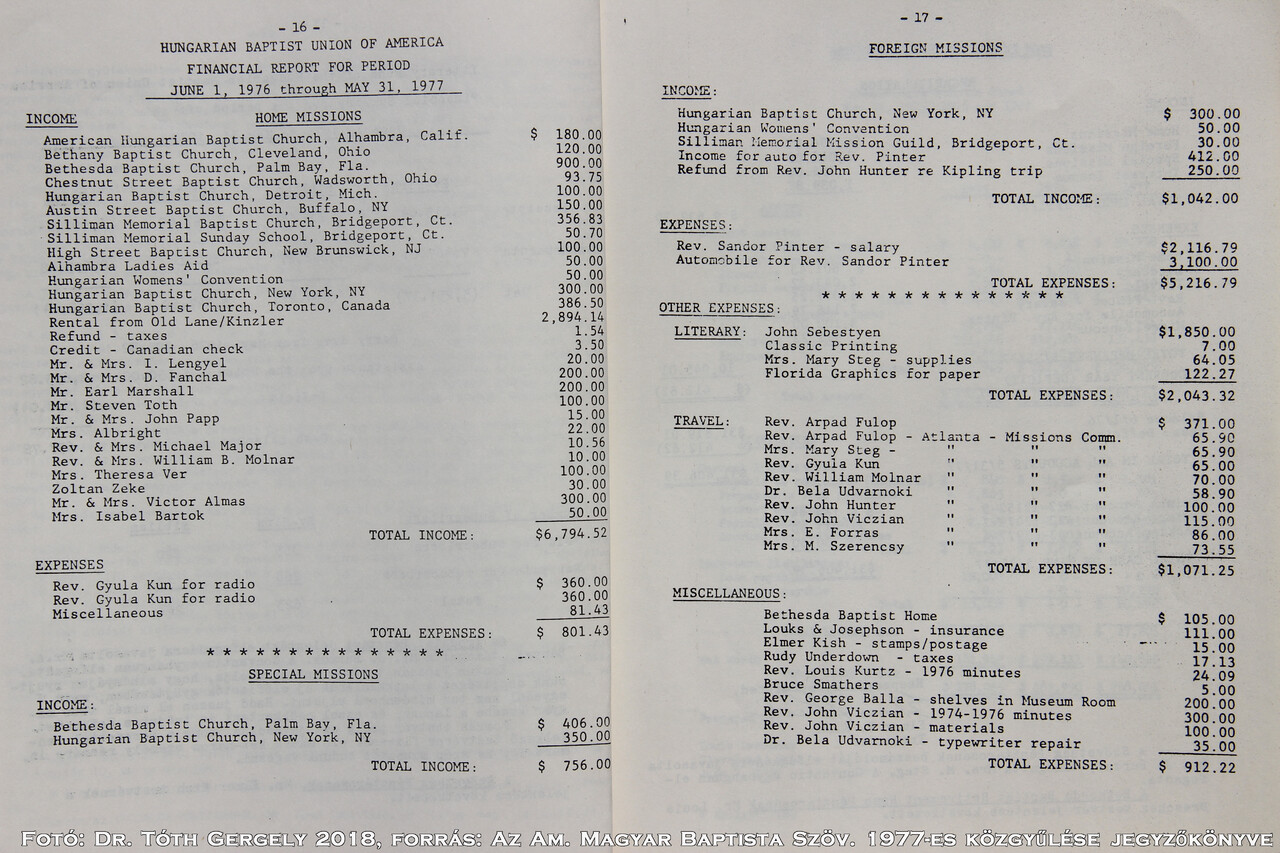 - 16 -
HUNGARIAN BAPTIST UNION OF AMERICA
FINANCIAL REPORT FOR PERIOD
JUNE 1, 1976 through MAY 31, 1977
INCOME HOME MISSIONS
American Hungarian Baptist Church, Alhambra, Calif. $ 180.00
Bethany Baptist Church, Cleveland, Ohio 120.00
Bethesda Baptist Church, Palm Bay, Fla. 900.00
Chestnut Street Baptist Church, Wadsworth, Ohio 93.75
Hungarian Baptist Church, Detroit, Mich. 100.00
Austin Street Baptist Church, Buffalo, NY 150.00
Silliman Memorial Baptist Church, Bridgeport, Ct. 356.83
Silliman Memorial Sunday School, Bridgeport, Ct. 50.70
High Street Baptist Church, New Brunswick, NJ 100.00
Alhambra Ladies Aid 50.00
Hungarian Womens' Convention 50.00
Hungarian Baptist Church, New York, NY 300.00
Hungarian Baptist Church, Toronto, Canada 386.50
Rental from Old Lane/Kinzler 2,894.14
Refund - taxes 1.54
Credit - Canadian check 3.50
Mr. & Mrs. I. Lengyel 20.00
Mr. & Mrs. D. Fanchal 200.00
Mr. Earl Marshall 200.00
Mr. Steven Toth 100.00
Mr. & Mrs. John Papp 15.00
Mrs. Albright 22.00
Rev. & Mrs. Michael Major 10.56
Rev. & Mrs. William B. Molnar 10.00
Mrs. Theresa Ver 100.00
Zoltan Zeke 30.00
Mr. & Mrs. Victor Almas 300.00
Mrs. Isabel Bartok 50.00
TOTAL INCOME: $6,794.52
EXPENSES
Rev. Gyula Kun for radio $ 360.00
Rev. Gyula Kun for radio 360.00
Miscellaneous 81.43
TOTAL EXPENSES: $ 801.43
* * * * * * * * * * * * * * *
SPECIAL MISSIONS
INCOME:
Bethesda Baptist Church, Palm Bay, Fla. $ 406.00
Hungarian Baptist Church, New York, NY 350.00
TOTAL INCOME: $ 756.00
- 17 -
FOREIGN MISSIONS
INCOME:
Hungarian Baptist Church, New York, NY $ 300.00
Hungarian Womens' Convention 50.00
Silliman Memorial Mission Guild, Bridgeport, Ct. 30.00
Income for auto for Rev. Pinter 412.00
Refund from Rev. John Hunter re Kipling trip 250.00
TOTAL INCOME: $1,042.00
EXPENSES:
Rev. Sandor Pinter - salary $2,116.79
Automobile for Rev. Sandor Pinter 3,100.00
TOTAL EXPENSES: $5,216.79
* * * * * * * * * * * * * * *
OTHER EXPENSES:
LITERARY: John Sebestyen $1,850.00
Classic Printing 7.00
Mrs. Mary Steg - supplies 64.05
Florida Graphics for paper 122.27
TOTAL EXPENSES: $2,043.32
TRAVEL: Rev. Arpad Fulop $ 371.00
Rev. Arpad Fulop - Atlanta - Missions Comm. 65.90
Mrs. Mary Steg - " " " 65.90
Rev. Gyula Kun " " " 65.00
Rev. William Molnar " " " 70.00
Dr. Bela Udvarnoki " " " 58.90
Rev. John Hunter " " " 100.00
Rev. John Viczian " " " 115.00
Mrs. E. Forras " " " 86.00
Mrs. M. Szerencsy " " " 73.55
TOTAL EXPENSES: $1,071.25
MISCELLANEOUS:
Bethesda Baptist Home $ 105.00
Louks & Josephson - insurance 111.00
Elmer Kish - stamps/postage 15.00
Rudy Underdown - taxes 17.13
Rev. Louis Kurtz - 1976 minutes 24.09
Bruce Smathers 5.00
Rev. George Balla - shelves in Museum Room 200.00
Rev. John Viczian - 1974-1976 minutes 300.00
Rev. John Viczian - materials 100.00
Dr. Bela Udvarnoki - typewriter repair 35.00
TOTAL EXPENSES: $ 912.22
Fotó: Dr. Tóth Gergely 2018, forrás: Az Am. Magyar Baptista Szöv. 1977-es közgyűlése jegyzőkönyve